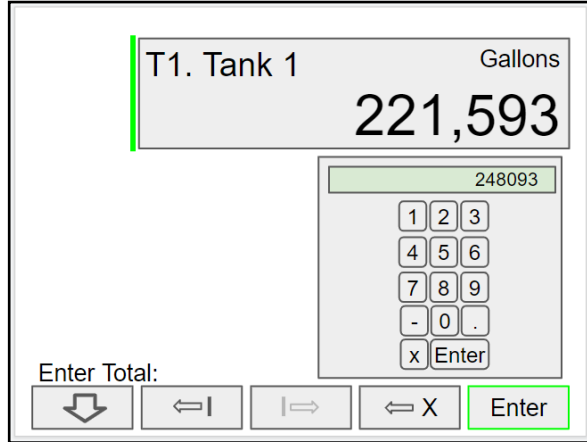 T1. Tank 1 Gallons
221,593
248093
1 2 3
4 5 6
7 8 9
- 0 .
x Enter
Enter Total:
X Enter